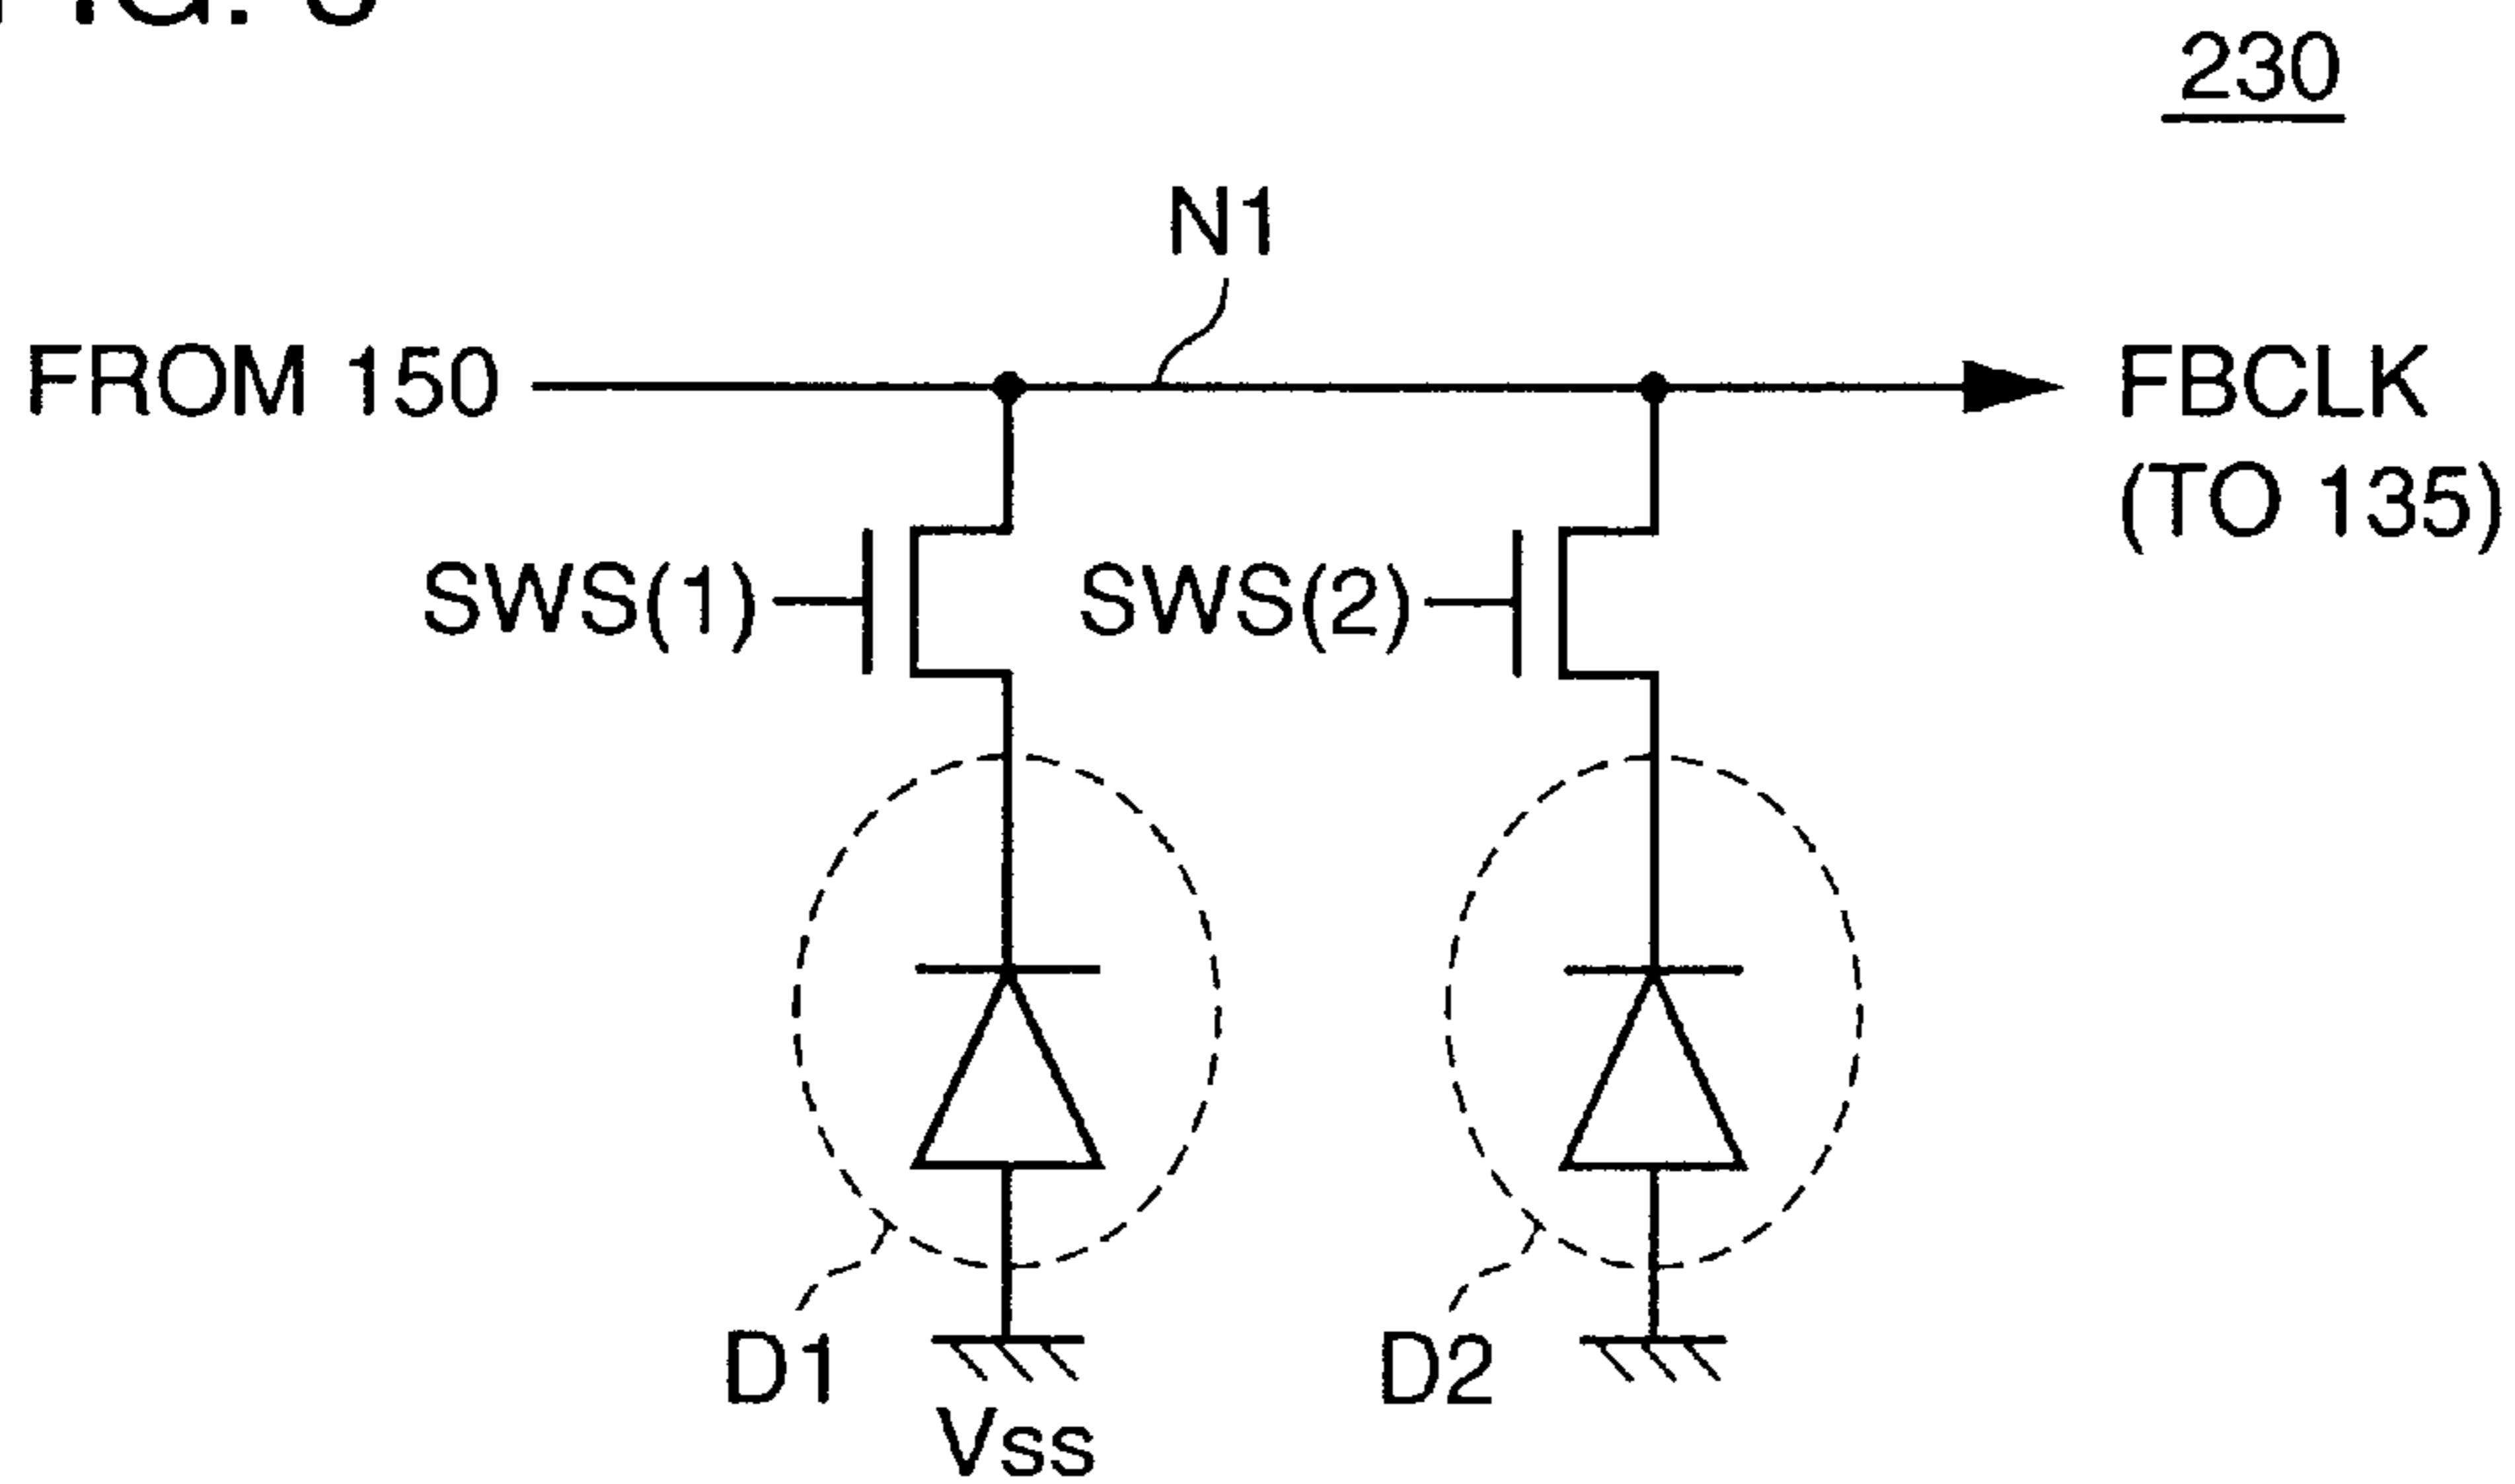 230
N1
FROM 150
FBCLK
(TO 135)
SWS(1)
SWS(2)
D1
D2
Vss